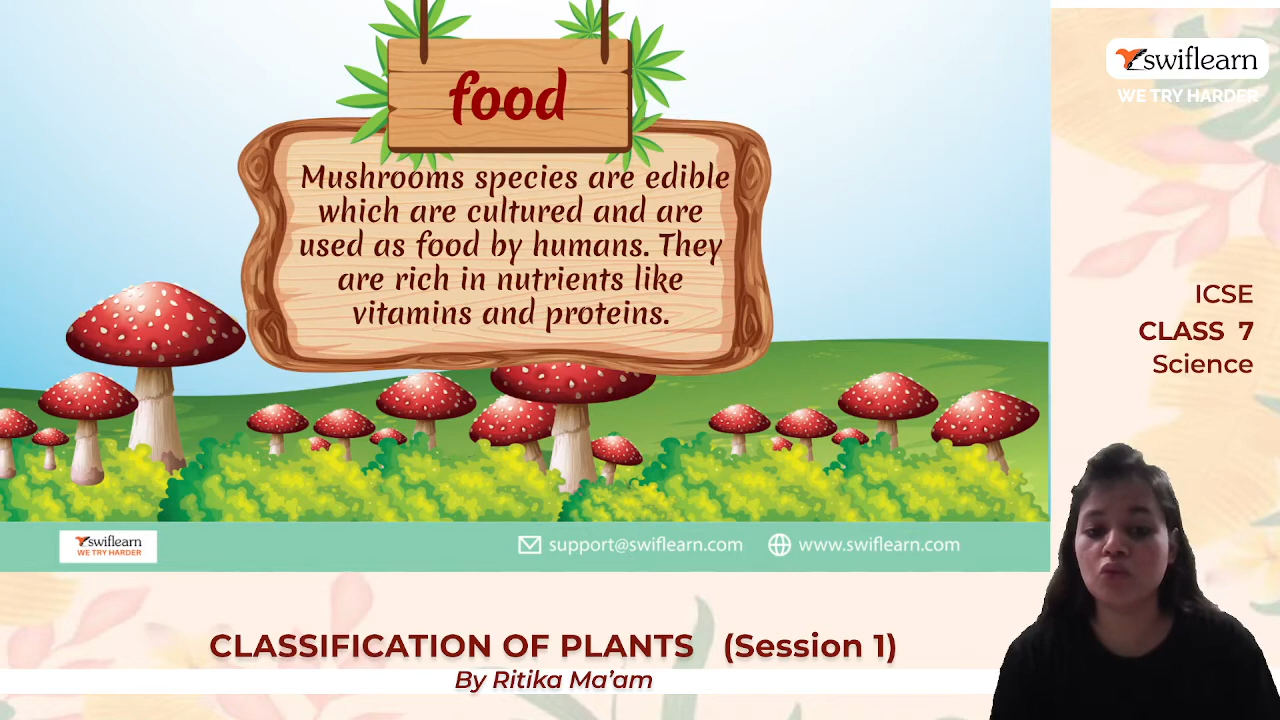 food
Mushrooms species are edible
which are cultured and are
used as food by humans. They
are rich in nutrients like
vitamins and proteins.
swiflearn
WE TRY HARDER
ICSE
CLASS 7
Science
swiflearn
WE TRY HARDER
support@swiflearn.com
www.swiflearn.com
CLASSIFICATION OF PLANTS (Session 1)
By Ritika Ma'am